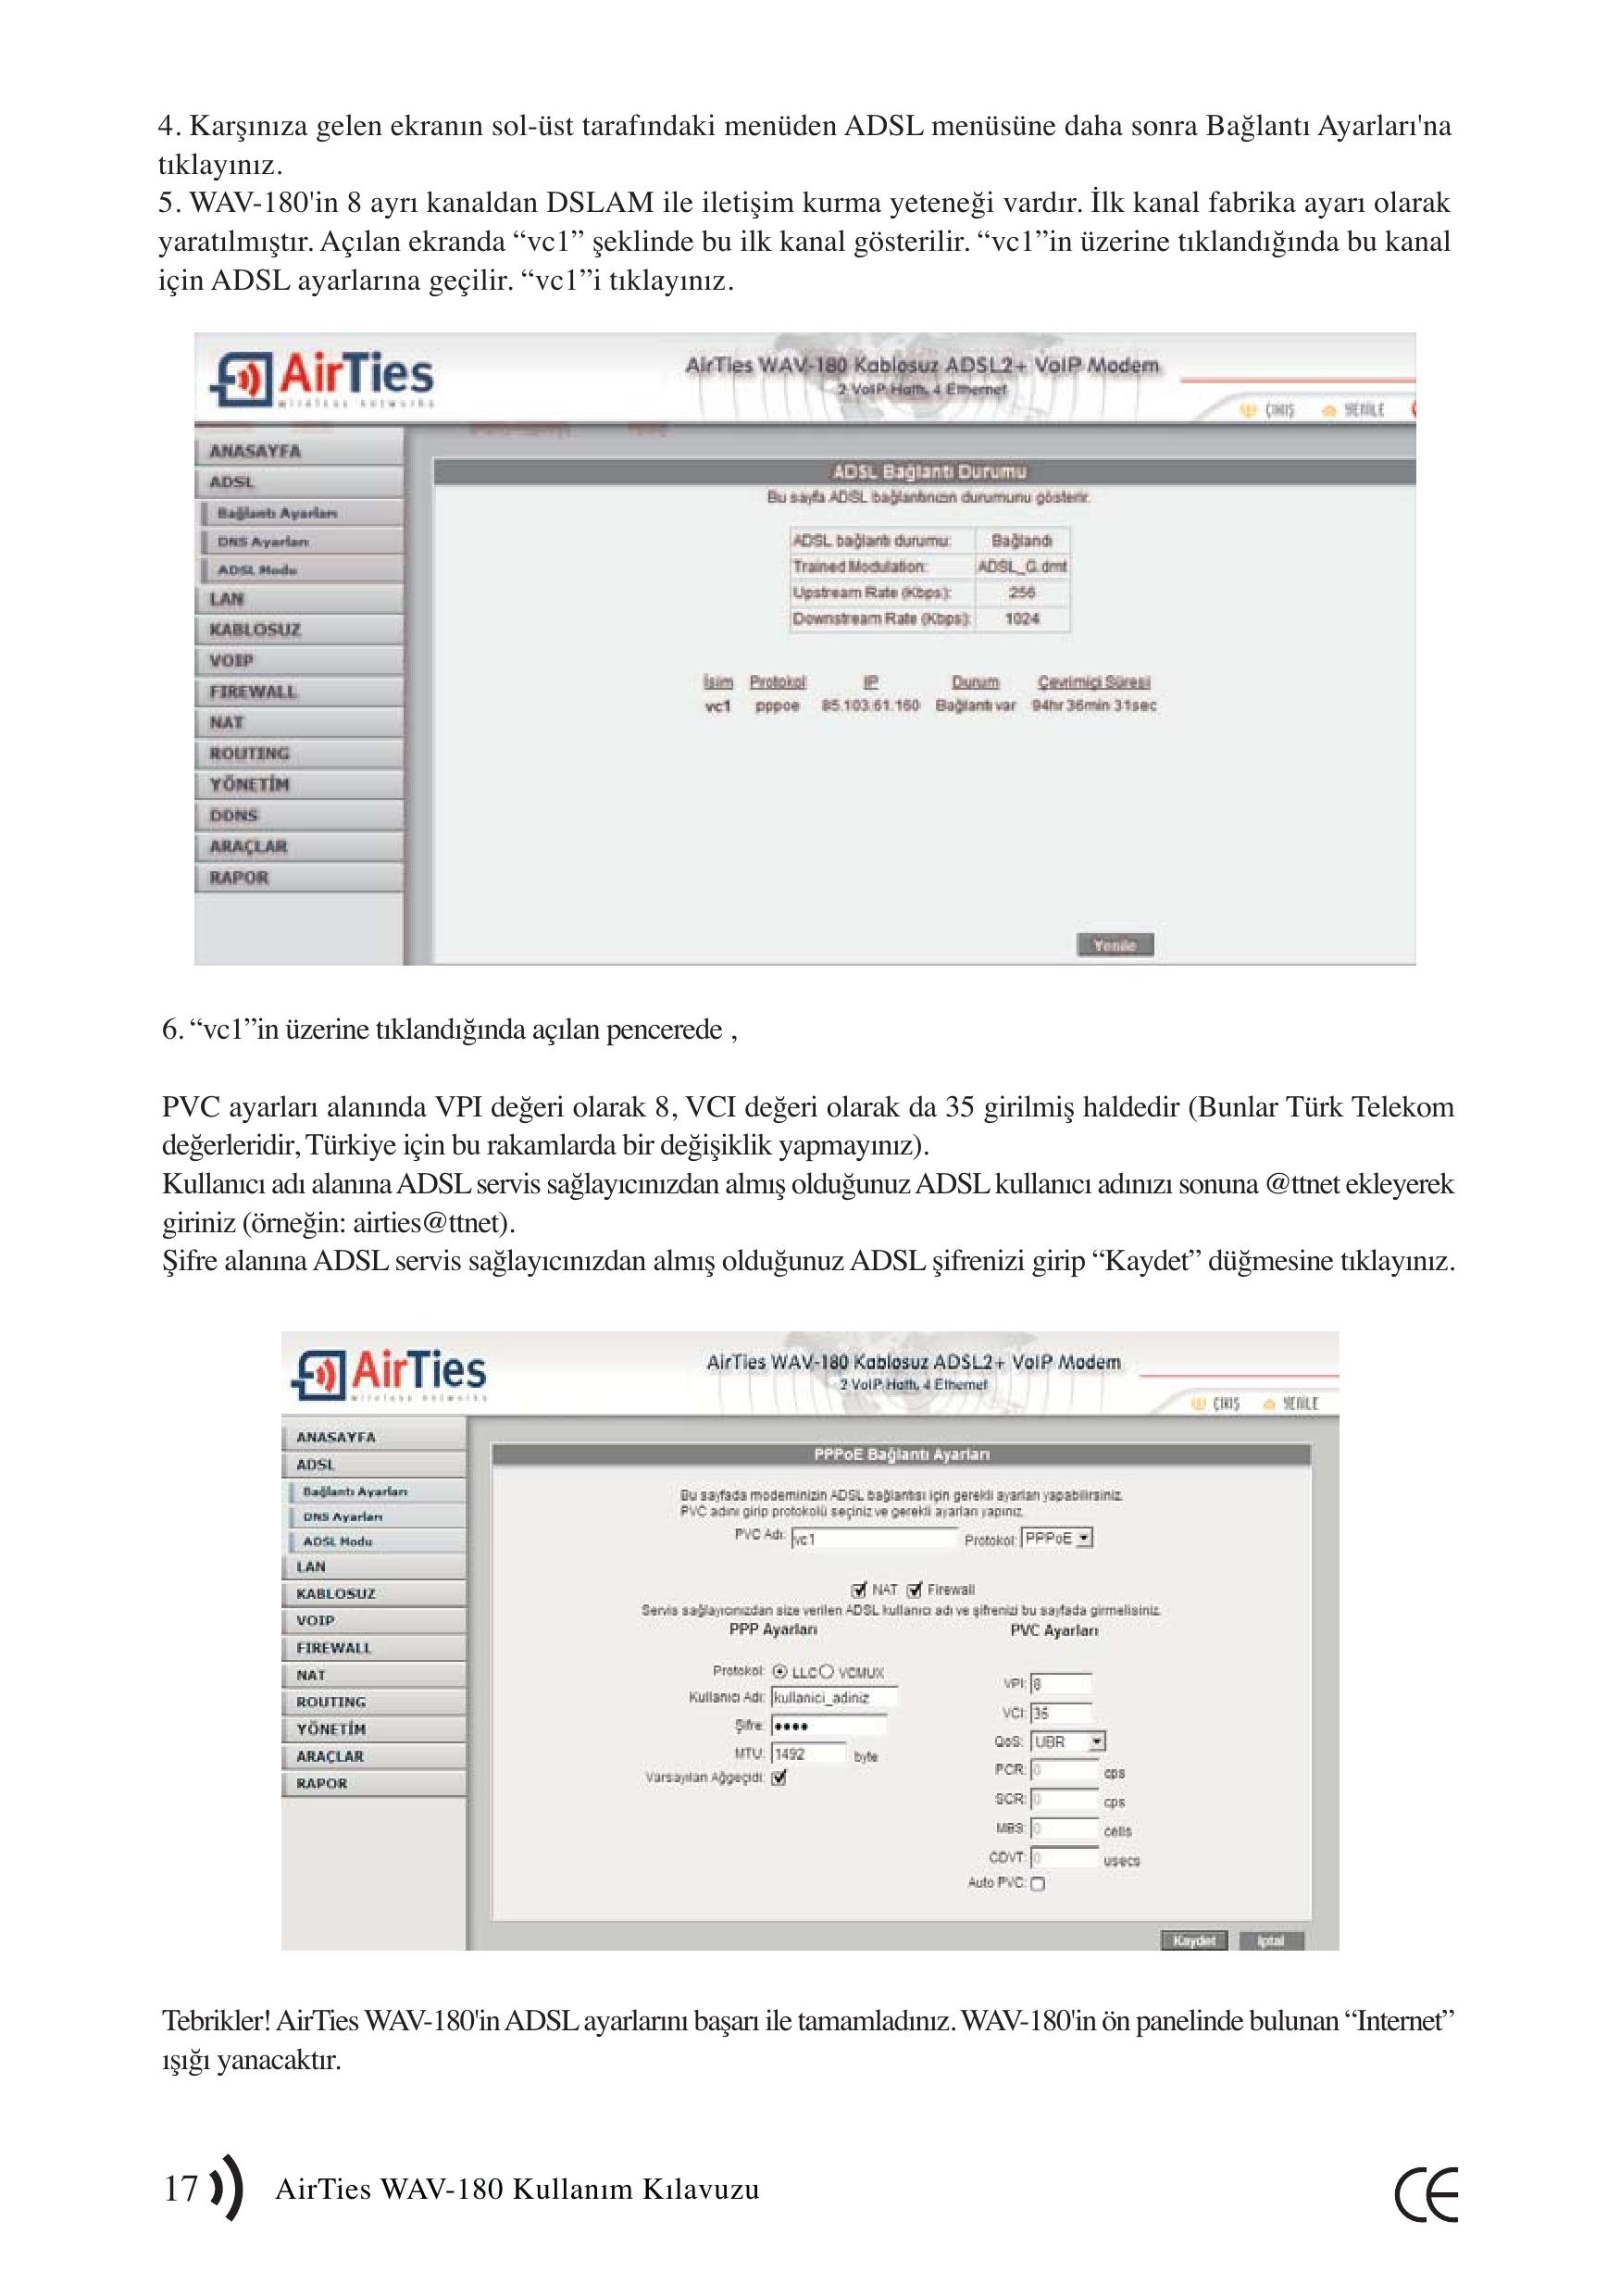 4. Karşınıza gelen ekranın sol-üst tarafındaki menüden ADSL menüsüne daha sonra Bağlantı Ayarları'na
tıklayınız.
5. WAV-180'in 8 ayrı kanaldan DSLAM ile iletişim kurma yeteneği vardır. İlk kanal fabrika ayarı olarak
yaratılmıştır. Açılan ekranda “vc1” şeklinde bu ilk kanal gösterilir. “vc1”in üzerine tıklandığında bu kanal
için ADSL ayarlarına geçilir. “vc1”i tıklayınız.
AirTies
wireless networks
AirTies WAV-180 Kablosuz ADSL2+ VoIP Modem
2 VoIP Hattı, 4 Ethernet
ÇIKIŞ YENİLE
ANASAYFA
ADSL
Bağlantı Ayarları
DNS Ayarları
ADSL Modu
LAN
KABLOSUZ
VOIP
FIREWALL
NAT
ROUTING
YÖNETİM
DDNS
ARAÇLAR
RAPOR
ADSL Bağlantı Durumu
Bu sayfa ADSL bağlantınızın durumunu gösterir.
ADSL bağlantı durumu: Bağlandı
Trained Modulation: ADSL_G.dmt
Upstream Rate (Kbps): 256
Downstream Rate (Kbps): 1024
İsim Protokol IP Durum Çevrimiçi Süresi
vc1 pppoe 85.103.61.160 Bağlantı var 94hr 36min 31sec
Yenile
6. “vc1”in üzerine tıklandığında açılan pencerede ,
PVC ayarları alanında VPI değeri olarak 8, VCI değeri olarak da 35 girilmiş haldedir (Bunlar Türk Telekom
değerleridir, Türkiye için bu rakamlarda bir değişiklik yapmayınız).
Kullanıcı adı alanına ADSL servis sağlayıcınızdan almış olduğunuz ADSL kullanıcı adınızı sonuna @ttnet ekleyerek
giriniz (örneğin: airties@ttnet).
Şifre alanına ADSL servis sağlayıcınızdan almış olduğunuz ADSL şifrenizi girip “Kaydet” düğmesine tıklayınız.
AirTies
wireless networks
AirTies WAV-180 Kablosuz ADSL2+ VoIP Modem
2 VoIP Hattı, 4 Ethernet
ÇIKIŞ YENİLE
ANASAYFA
ADSL
Bağlantı Ayarları
DNS Ayarları
ADSL Modu
LAN
KABLOSUZ
VOIP
FIREWALL
NAT
ROUTING
YÖNETİM
ARAÇLAR
RAPOR
PPPoE Bağlantı Ayarları
Bu sayfada modeminizin ADSL bağlantısı için gerekli ayarları yapabilirsiniz.
PVC adını girip protokolü seçiniz ve gerekli ayarları yapınız.
PVC Adı: vc1 Protokol: PPPoE
NAT Firewall
Servis sağlayıcınızdan size verilen ADSL kullanıcı adı ve şifrenizi bu sayfada girmelisiniz.
PPP Ayarları
Protokol: LLC VCMUX
Kullanıcı Adı: kullanici_adiniz
Şifre: ••••
MTU: 1492 byte
Varsayılan Ağgeçidi:
PVC Ayarları
VPI: 8
VCI: 35
QoS: UBR
PCR: 0 cps
SCR: 0 cps
MBS: 0 cells
CDVT: 0 usecs
Auto PVC:
Kaydet İptal
Tebrikler! AirTies WAV-180'in ADSL ayarlarını başarı ile tamamladınız. WAV-180'in ön panelinde bulunan “Internet”
ışığı yanacaktır.
17 AirTies WAV-180 Kullanım Kılavuzu
CE